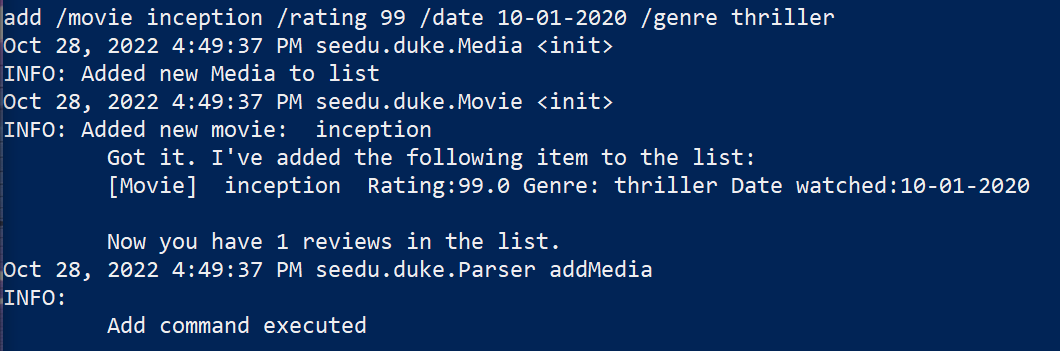 add /movie inception /rating 99 /date 10-01-2020 /genre thriller
Oct 28, 2022 4:49:37 PM seedu.duke.Media <init>
INFO: Added new Media to list
Oct 28, 2022 4:49:37 PM seedu.duke.Movie <init>
INFO: Added new movie:  inception
        Got it. I've added the following item to the list:
        [Movie]  inception  Rating:99.0 Genre: thriller Date watched:10-01-2020

        Now you have 1 reviews in the list.
Oct 28, 2022 4:49:37 PM seedu.duke.Parser addMedia
INFO:
        Add command executed